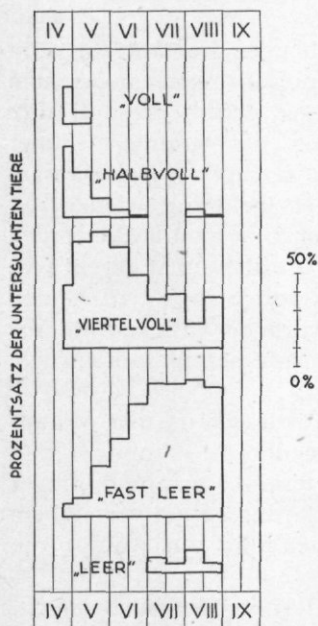 IV V VI VII VIII IX
„VOLL“
„HALBVOLL“
„VIERTELVOLL“
„FAST LEER“
„LEER“
IV V VI VII VIII IX
PROZENTSATZ DER UNTERSUCHTEN TIERE
50%
0%